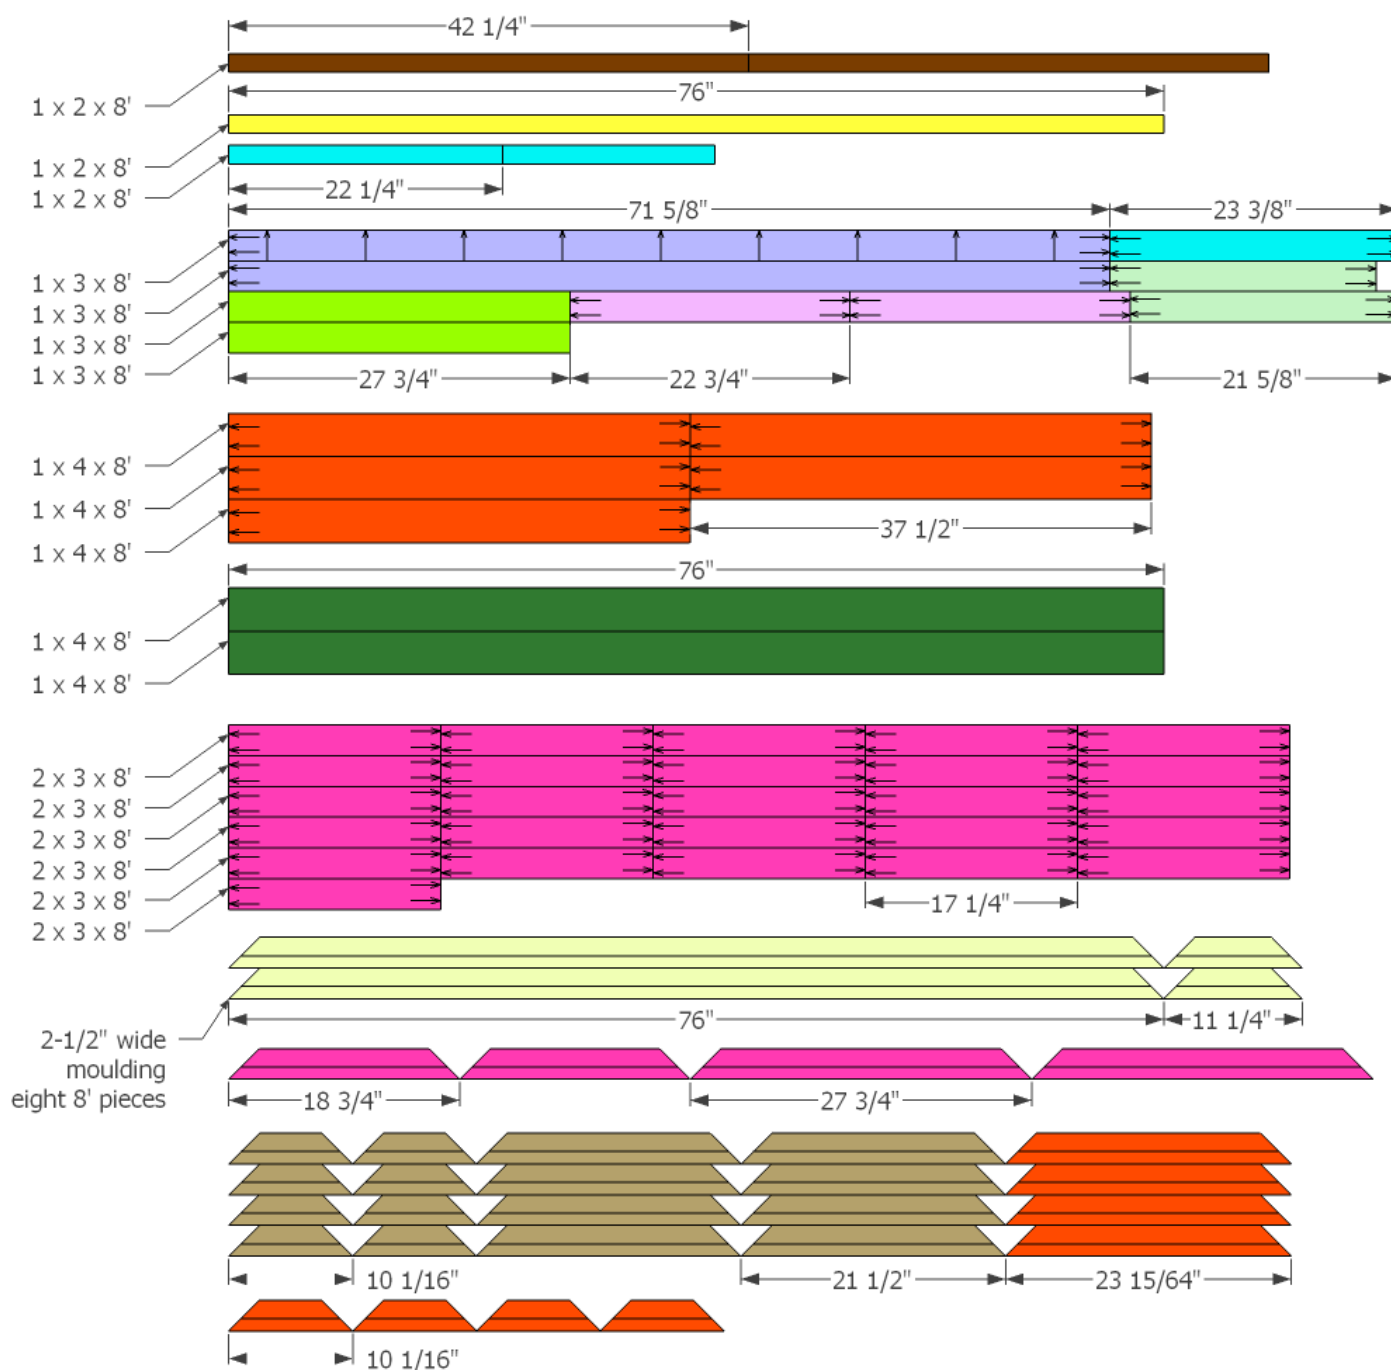 42 1/4"
1 x 2 x 8'
76"
1 x 2 x 8'
1 x 2 x 8'
22 1/4"
71 5/8"
23 3/8"
1 x 3 x 8'
1 x 3 x 8'
1 x 3 x 8'
1 x 3 x 8'
27 3/4"
22 3/4"
21 5/8"
1 x 4 x 8'
1 x 4 x 8'
1 x 4 x 8'
37 1/2"
76"
1 x 4 x 8'
1 x 4 x 8'
2 x 3 x 8'
2 x 3 x 8'
2 x 3 x 8'
2 x 3 x 8'
2 x 3 x 8'
2 x 3 x 8'
17 1/4"
76"
11 1/4"
2-1/2" wide
moulding
eight 8' pieces
18 3/4"
27 3/4"
10 1/16"
21 1/2"
23 15/64"
10 1/16"